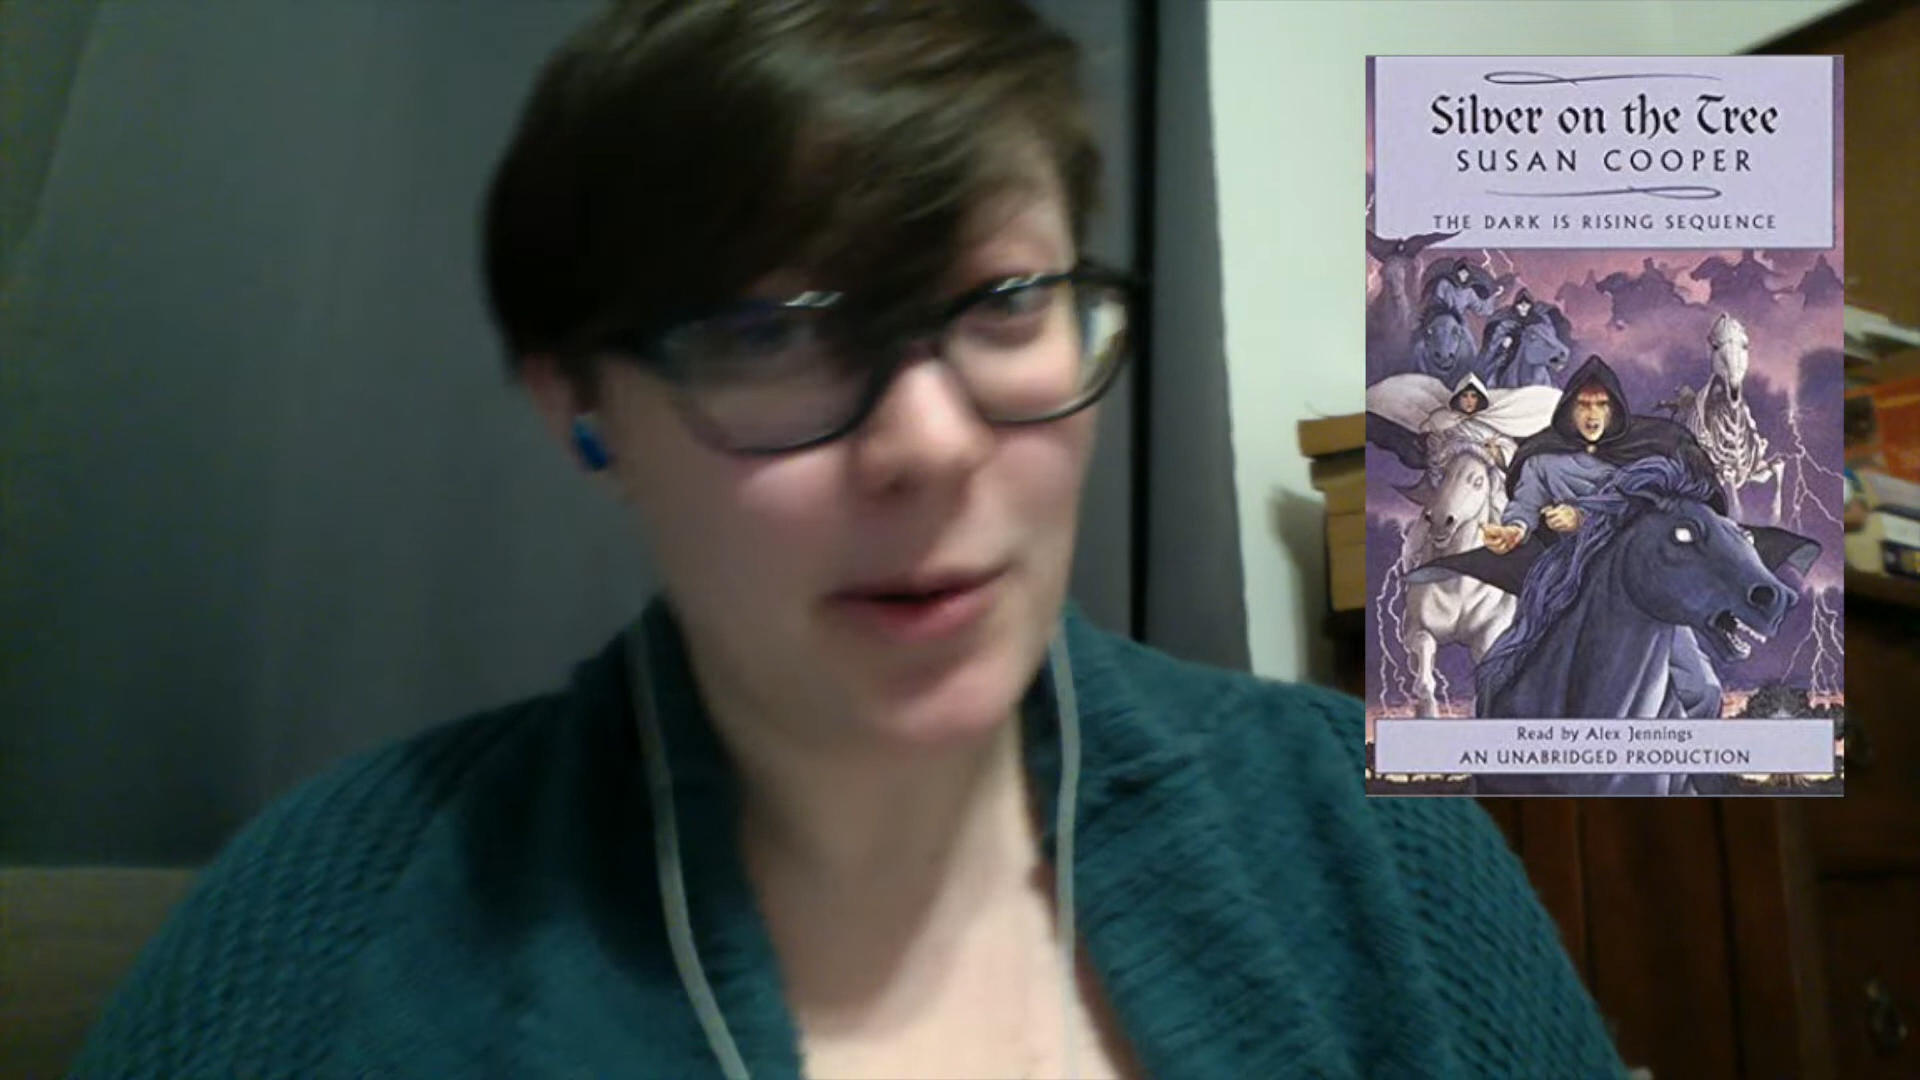 Silver on the Tree
SUSAN COOPER
THE DARK IS RISING SEQUENCE
Read by Alex Jennings
AN UNABRIDGED PRODUCTION